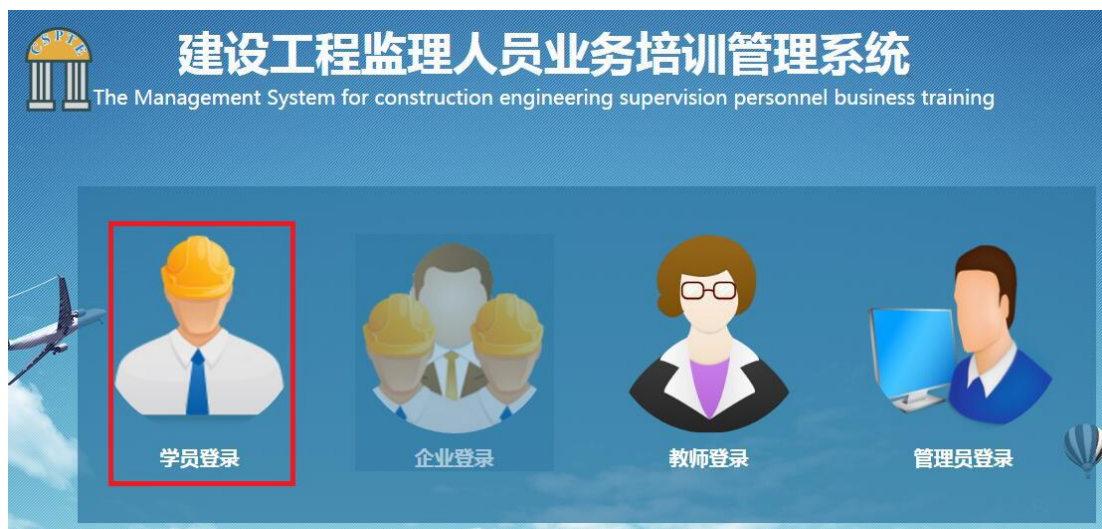 CSPTE
建设工程监理人员业务培训管理系统
The Management System for construction engineering supervision personnel business training
学员登录
企业登录
教师登录
管理员登录